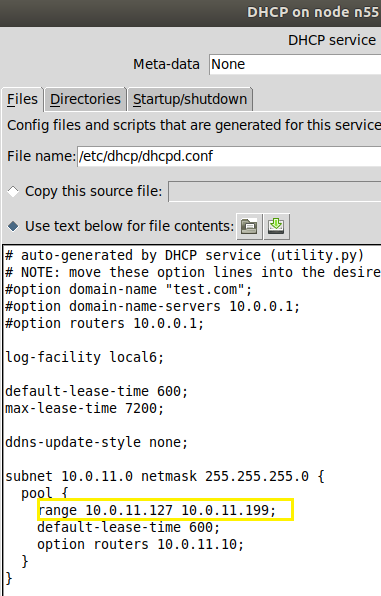 DHCP on node n55
DHCP service
Meta-data None
Files Directories Startup/shutdown
Config files and scripts that are generated for this service
File name: /etc/dhcp/dhcpd.conf
Copy this source file:
Use text below for file contents:
# auto-generated by DHCP service (utility.py)
# NOTE: move these option lines into the desire
#option domain-name "test.com";
#option domain-name-servers 10.0.0.1;
#option routers 10.0.0.1;
log-facility local6;
default-lease-time 600;
max-lease-time 7200;
ddns-update-style none;
subnet 10.0.11.0 netmask 255.255.255.0 {
pool {
range 10.0.11.127 10.0.11.199;
default-lease-time 600;
option routers 10.0.11.10;
}
}